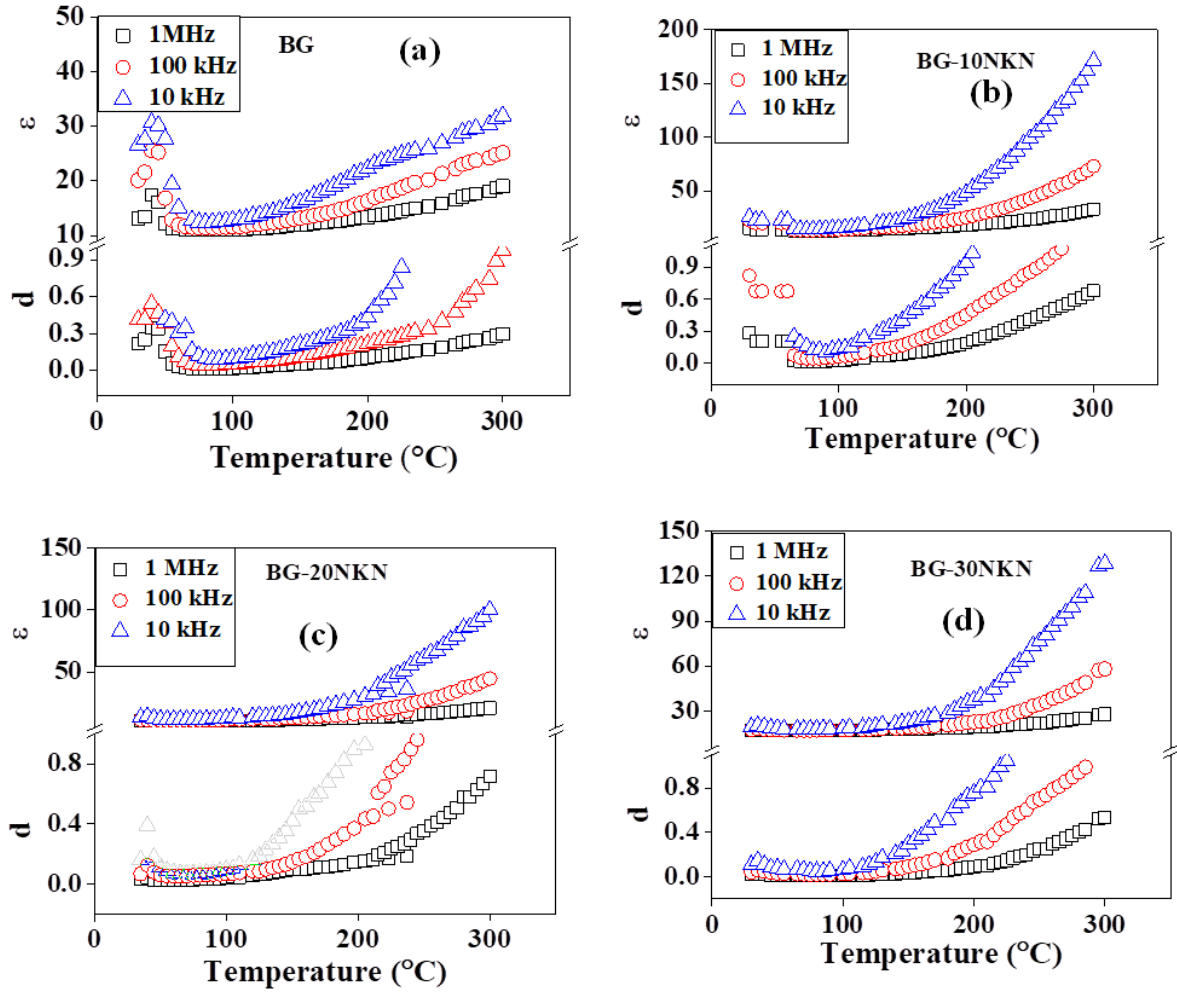 50
40
30
20
10
0.9
0.6
0.3
0.0
ε
d
1MHz
100 kHz
10 kHz
BG
(a)
0 100 200 300
Temperature (°C)
200
150
100
50
0.9
0.6
0.3
0.0
ε
d
1 MHz
100 kHz
10 kHz
BG-10NKN
(b)
0 100 200 300
Temperature (°C)
150
100
50
0.8
0.4
0.0
ε
d
1 MHz
100 kHz
10 kHz
BG-20NKN
(c)
0 100 200 300
Temperature (°C)
150
120
90
60
30
0.8
0.4
0.0
ε
d
1 MHz
100 kHz
10 kHz
BG-30NKN
(d)
0 100 200 300
Temperature (°C)